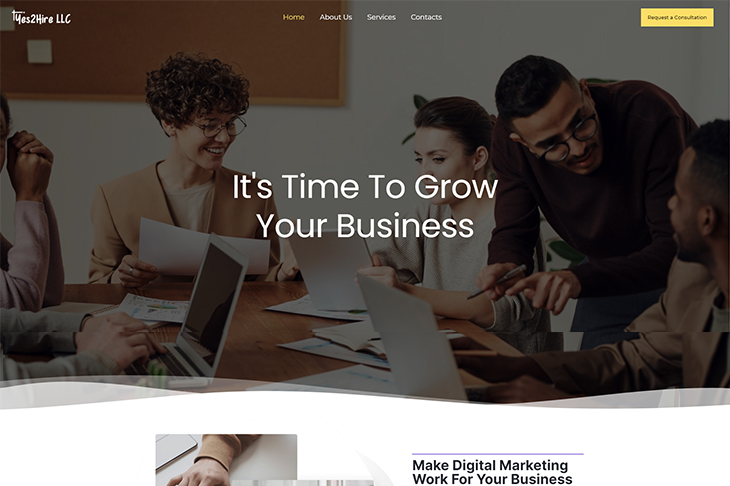 Yes2Hire LLC
Home About Us Services Contacts
Request a Consultation
It's Time To Grow
Your Business
Make Digital Marketing
Work For Your Business